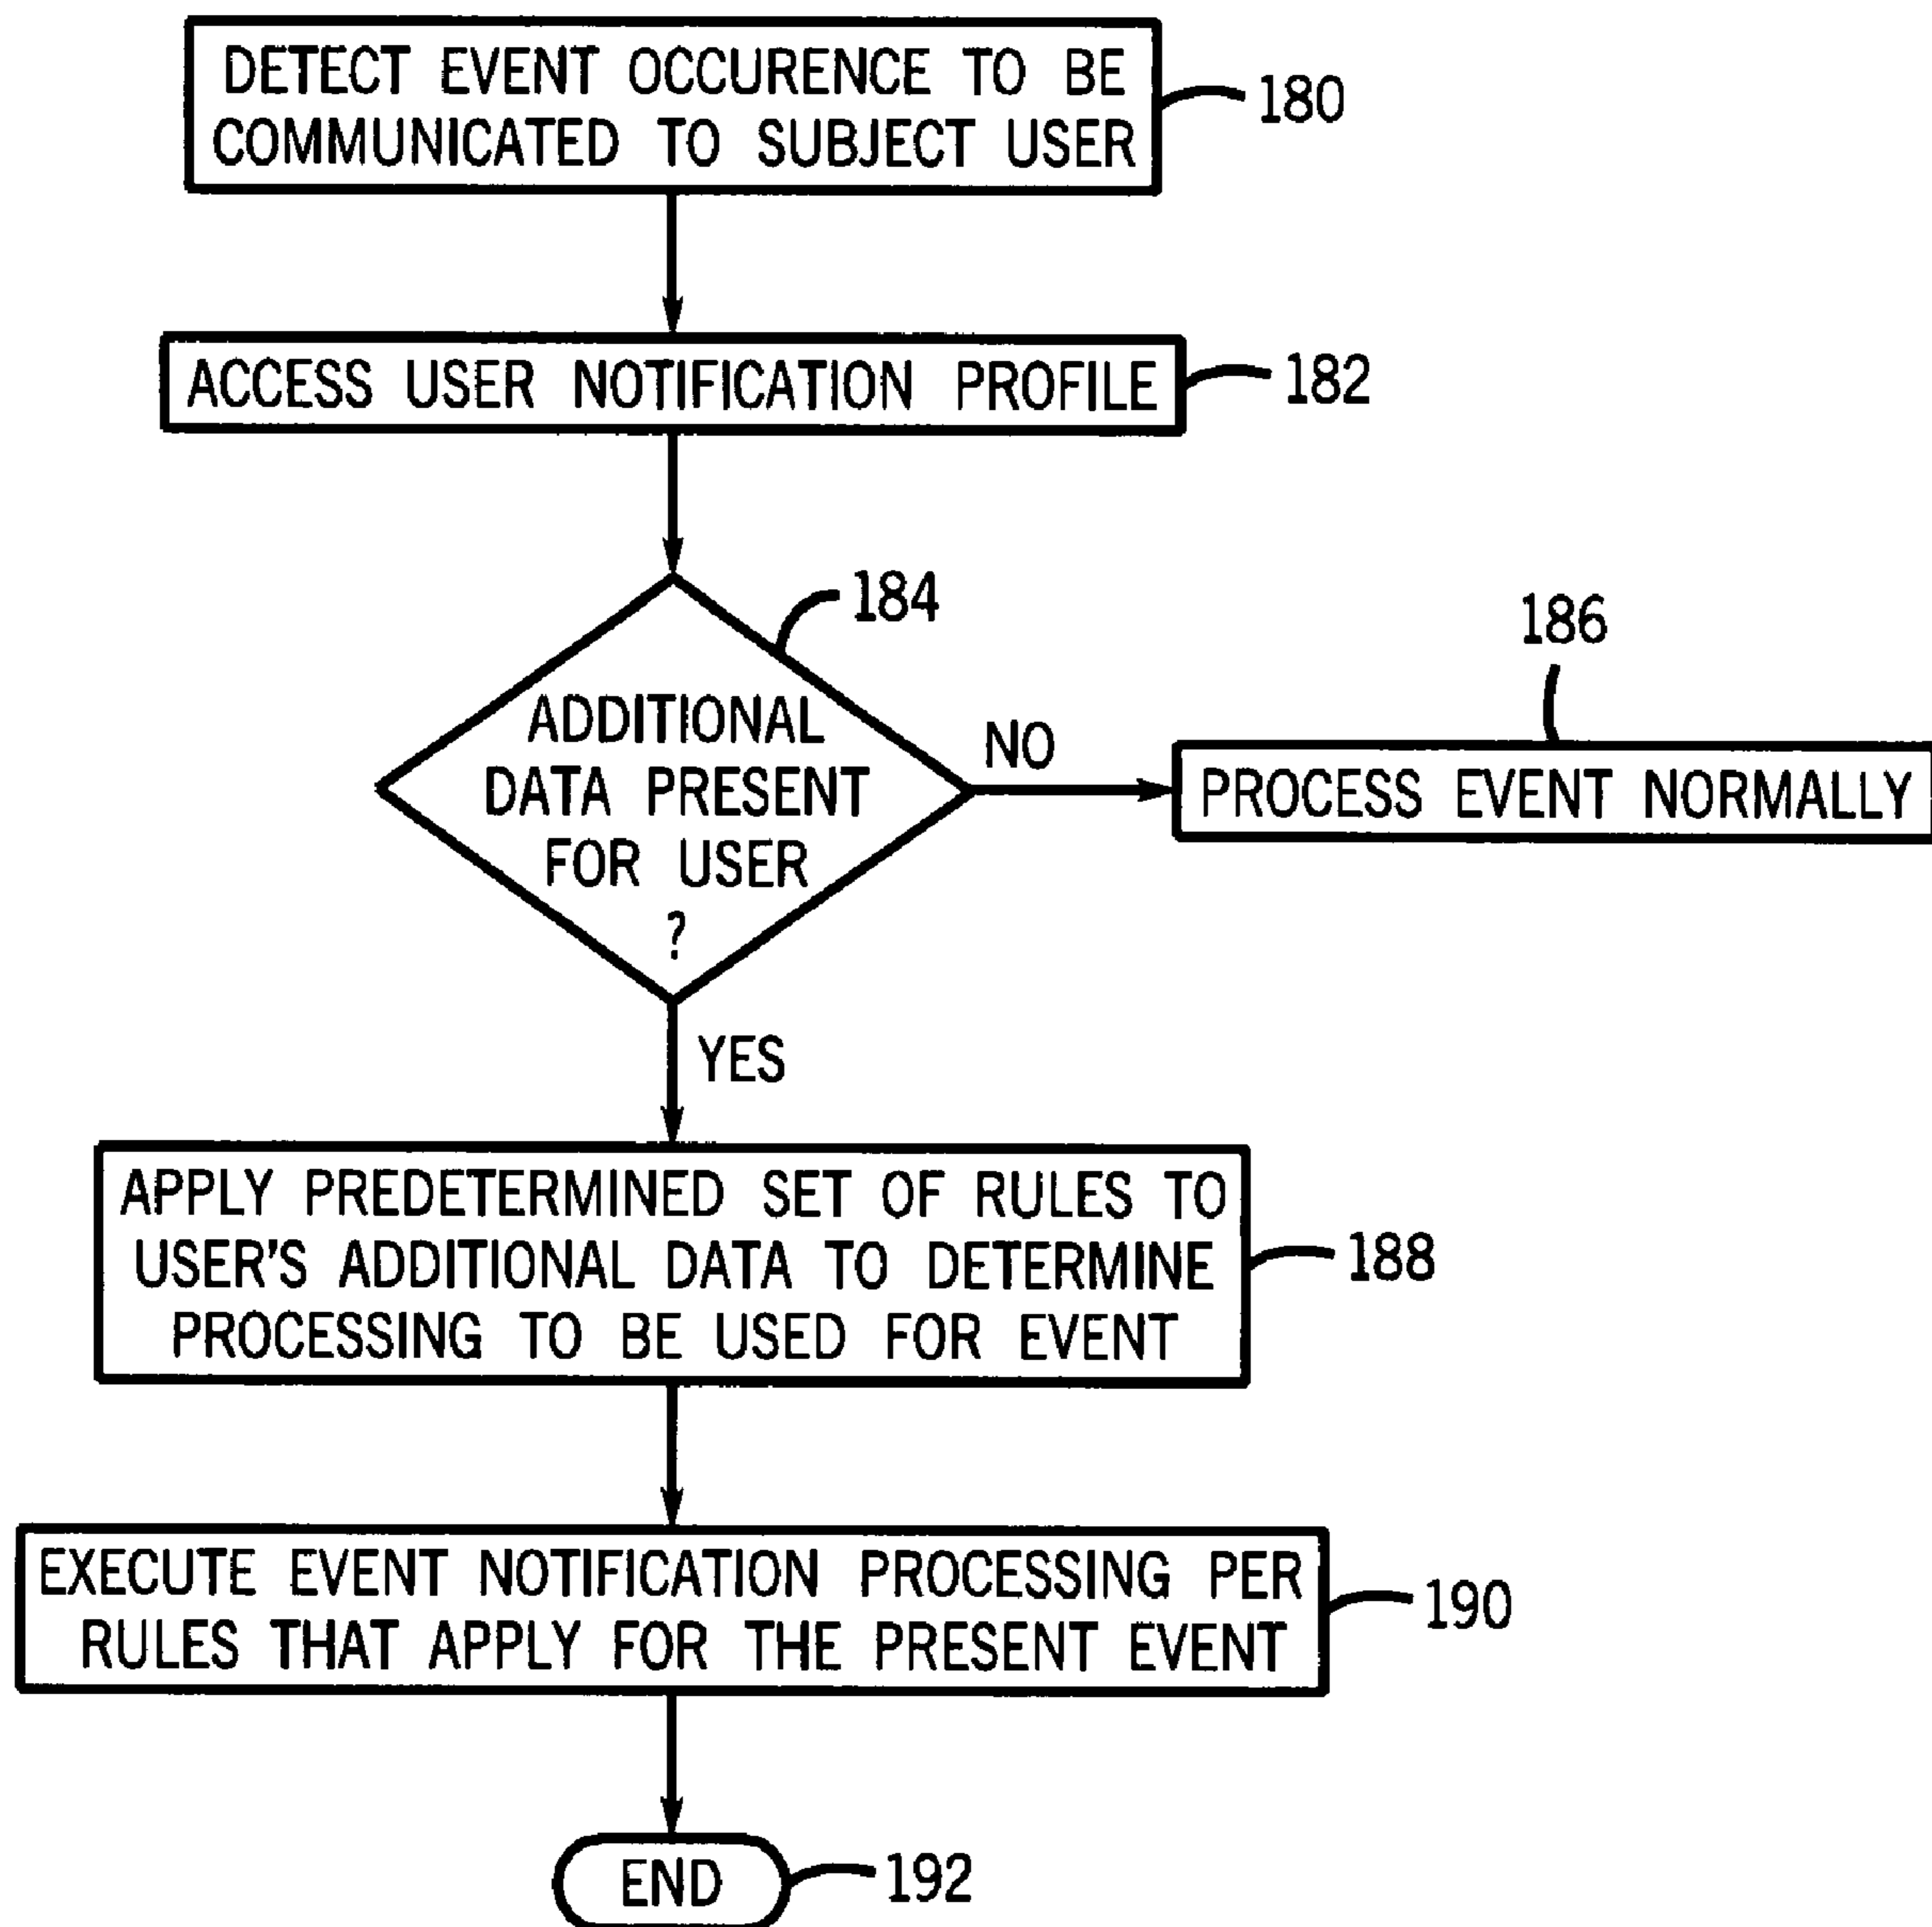 DETECT EVENT OCCURENCE TO BE
COMMUNICATED TO SUBJECT USER
180
ACCESS USER NOTIFICATION PROFILE
182
184
ADDITIONAL
DATA PRESENT
FOR USER
?
NO
186
PROCESS EVENT NORMALLY
YES
APPLY PREDETERMINED SET OF RULES TO
USER'S ADDITIONAL DATA TO DETERMINE
PROCESSING TO BE USED FOR EVENT
188
EXECUTE EVENT NOTIFICATION PROCESSING PER
RULES THAT APPLY FOR THE PRESENT EVENT
190
END
192